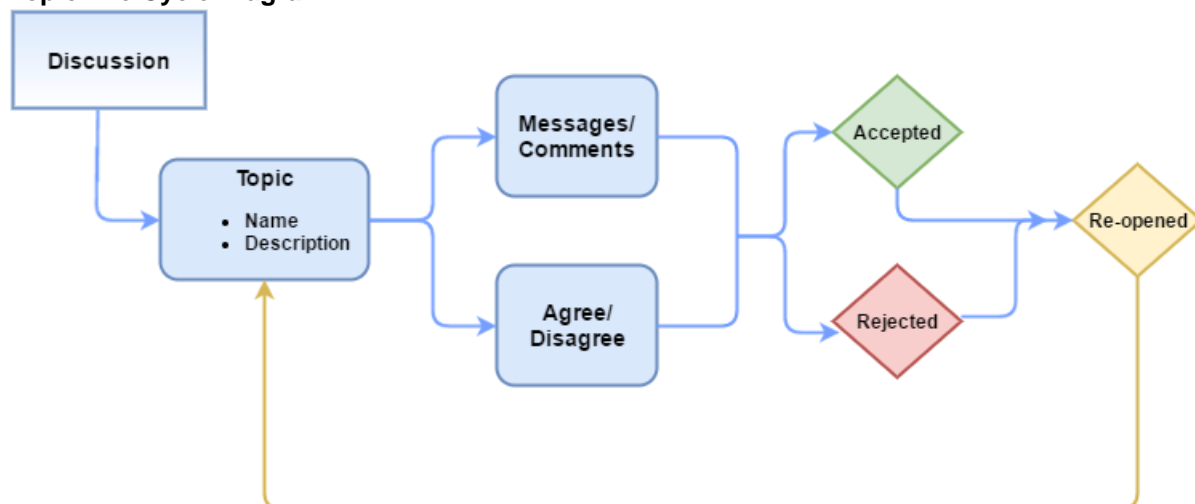 Discussion
Topic
• Name
• Description
Messages/
Comments
Agree/
Disagree
Accepted
Rejected
Re-opened